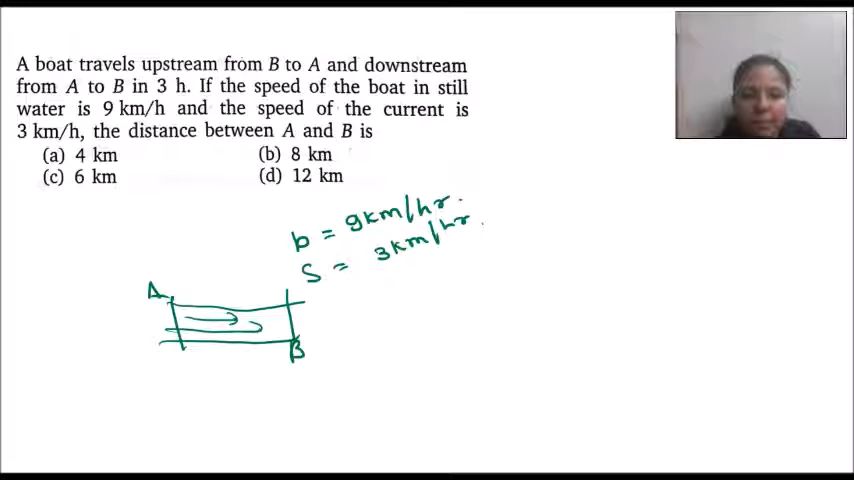 A boat travels upstream from B to A and downstream
from A to B in 3 h. If the speed of the boat in still
water is 9 km/h and the speed of the current is
3 km/h, the distance between A and B is
(a) 4 km (b) 8 km
(c) 6 km (d) 12 km
b = 9km/hr.
S = 3km/hr.
A
B